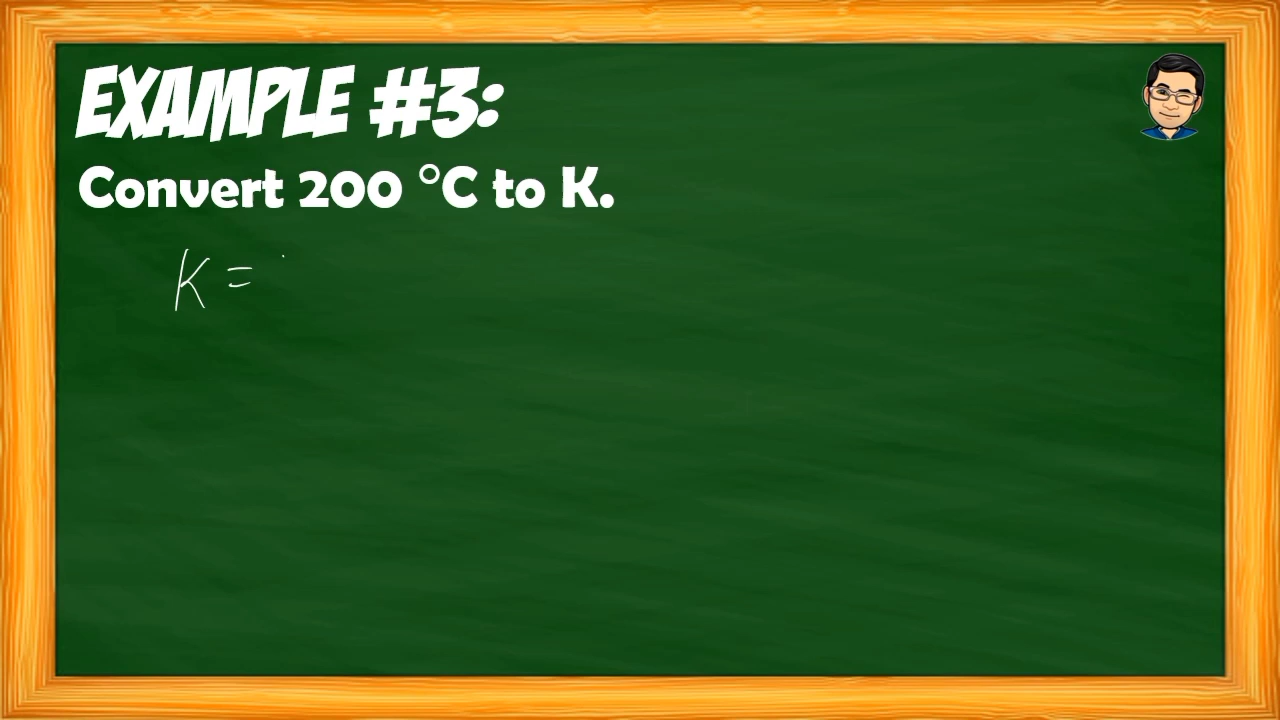 EXAMPLE #3:
Convert 200 °C to K.
K =